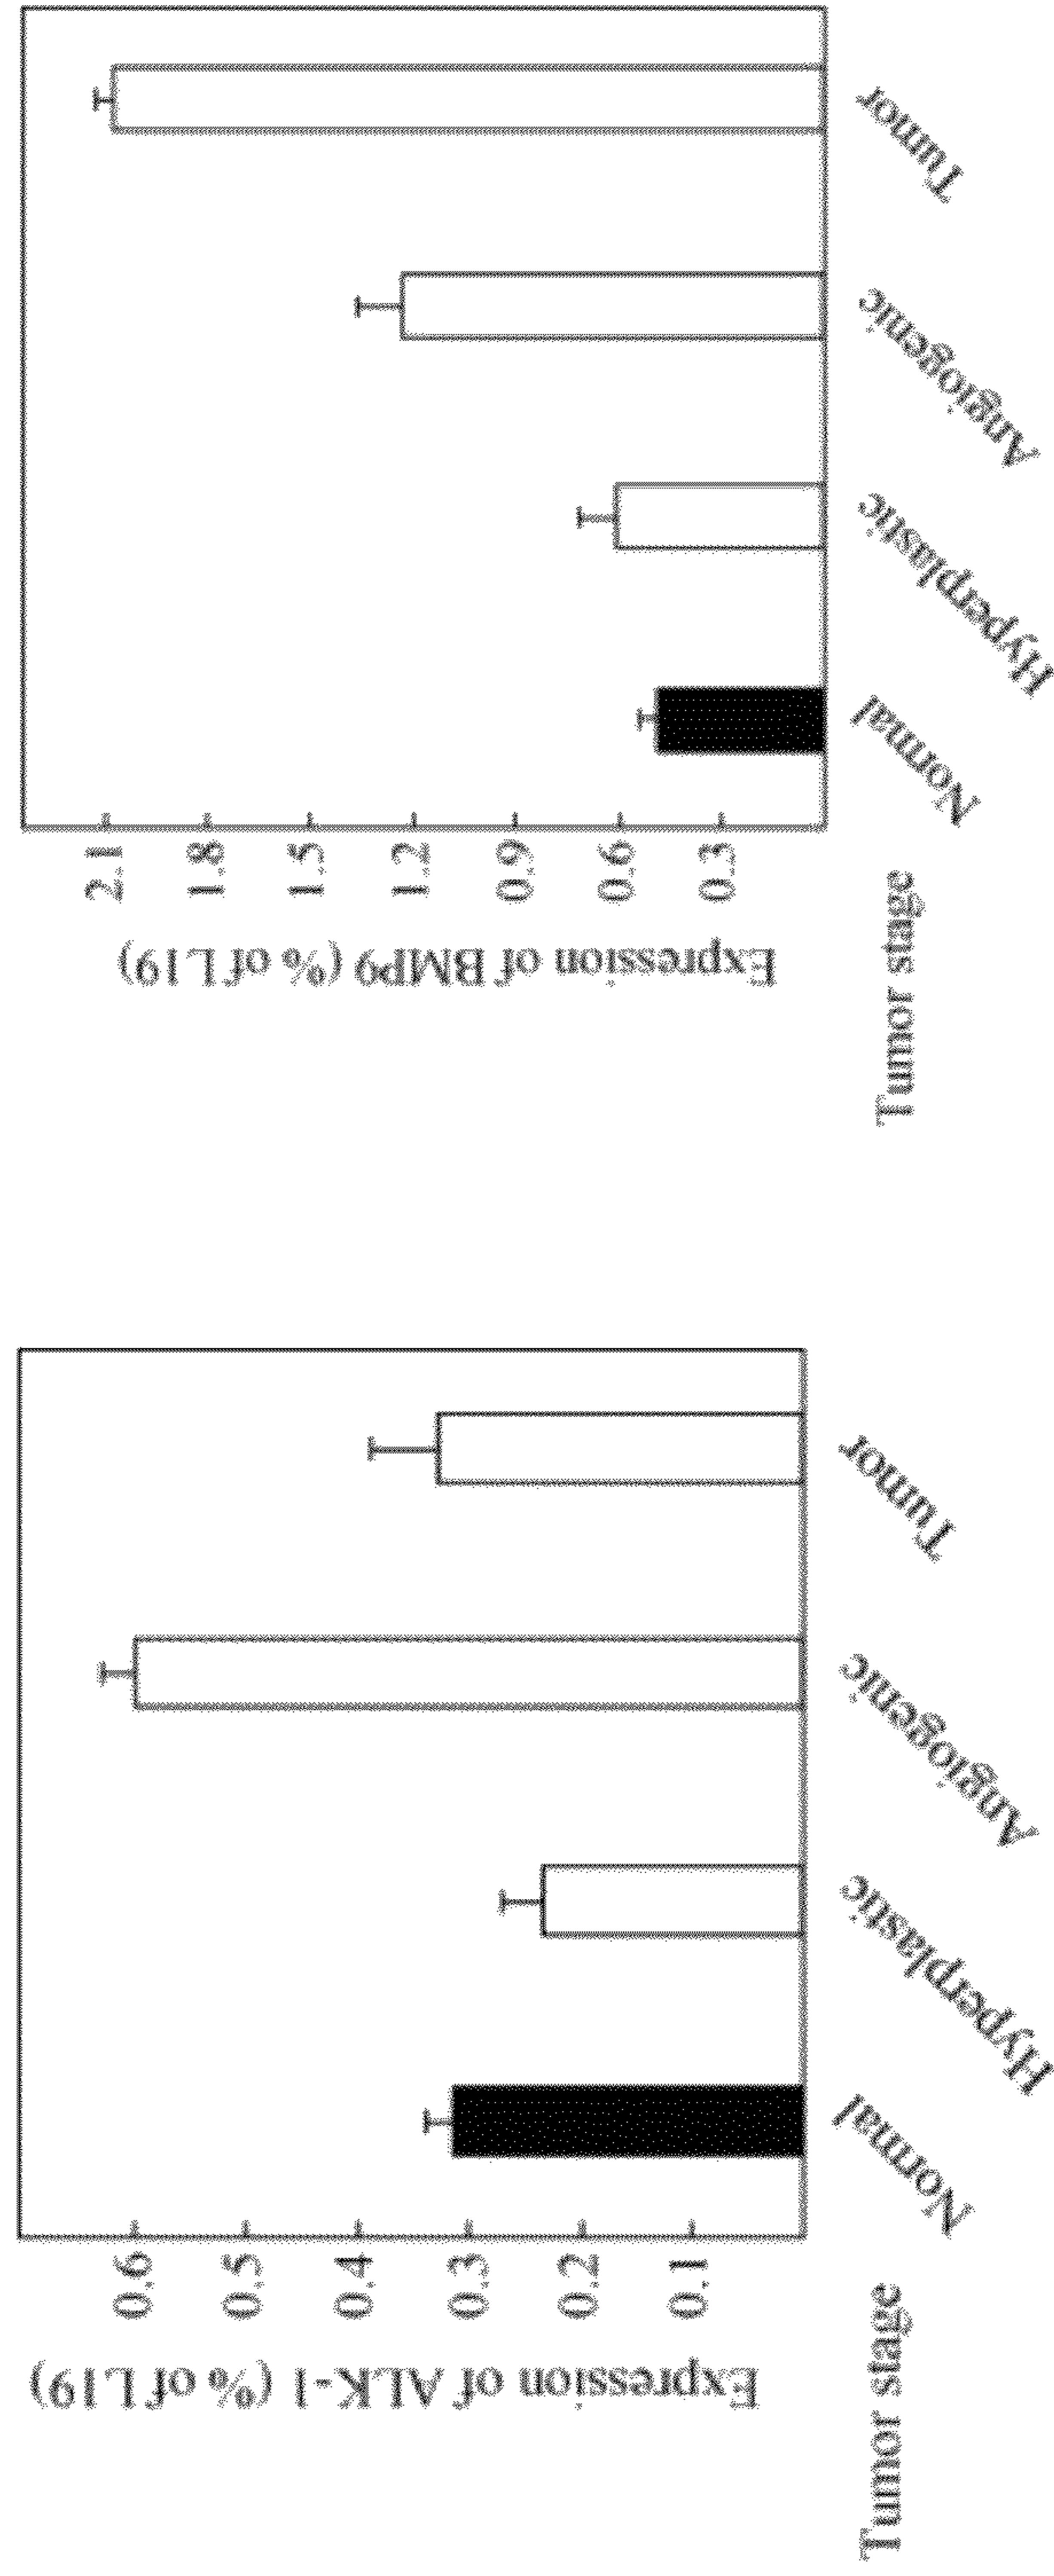 Expression of ALK-1 (% of L19)
0.6
0.5
0.4
0.3
0.2
0.1
Tumor stage
Normal
Hyperplastic
Angiogenic
Tumor
Expression of BMP9 (% of L19)
2.1
1.8
1.5
1.2
0.9
0.6
0.3
Tumor stage
Normal
Hyperplastic
Angiogenic
Tumor